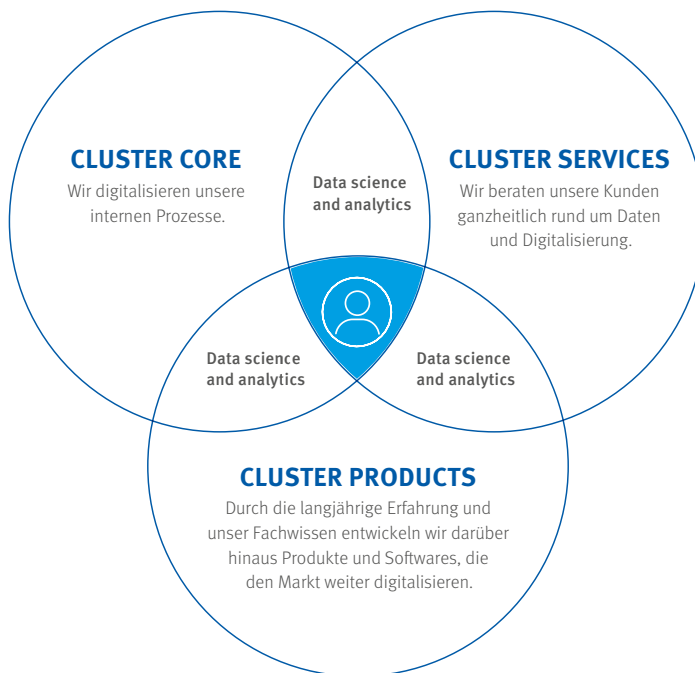 CLUSTER CORE
Wir digitalisieren unsere
internen Prozesse.
Data science
and analytics
CLUSTER SERVICES
Wir beraten unsere Kunden
ganzheitlich rund um Daten
und Digitalisierung.
Data science
and analytics
Data science
and analytics
CLUSTER PRODUCTS
Durch die langjährige Erfahrung und
unser Fachwissen entwickeln wir darüber
hinaus Produkte und Softwares, die
den Markt weiter digitalisieren.